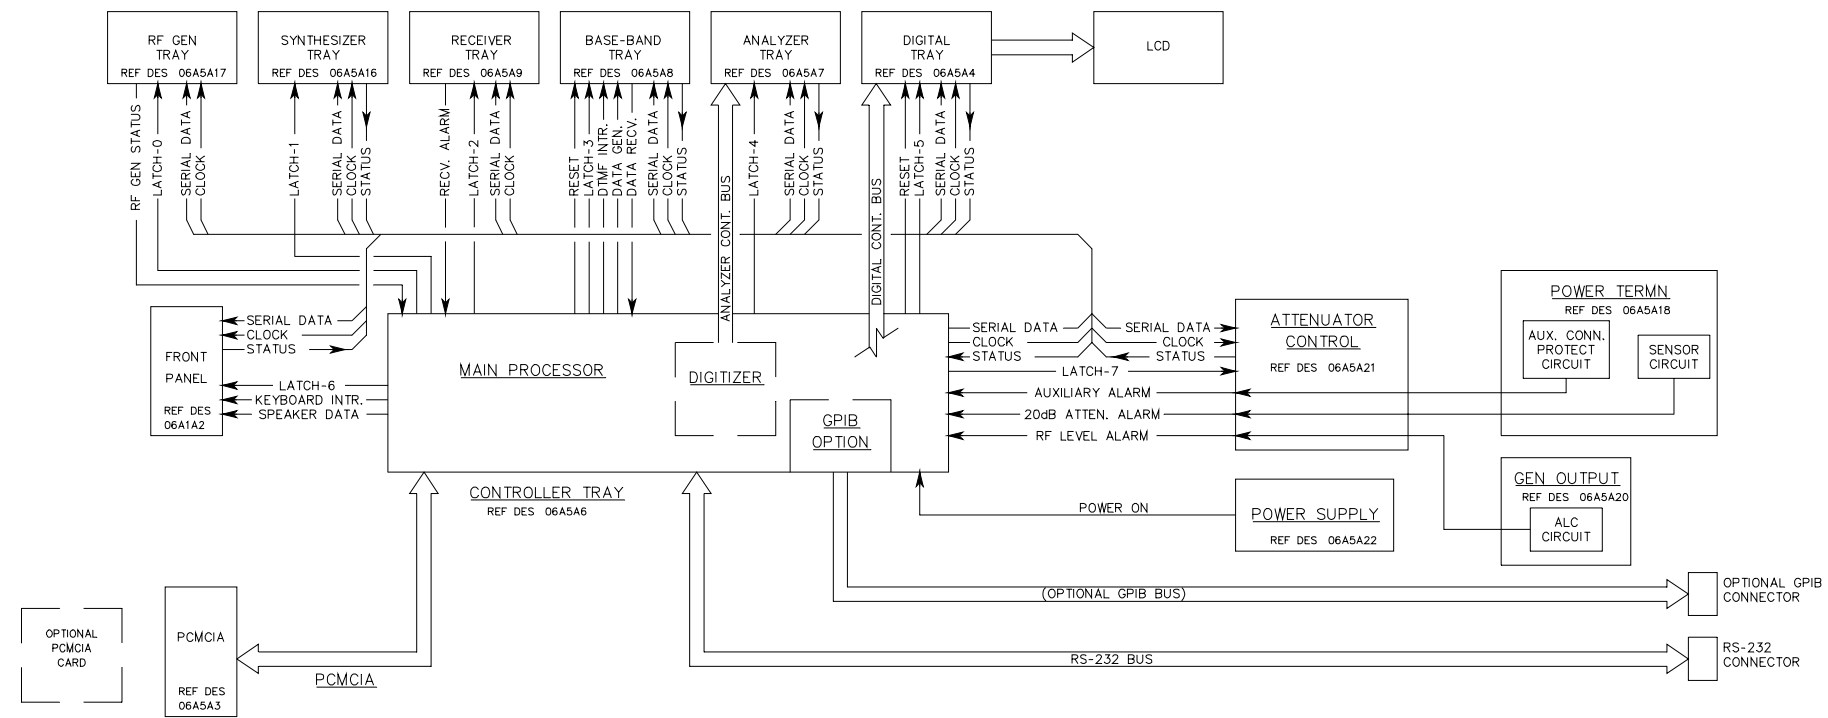 RF GEN
TRAY
REF DES 06A5A17
SYNTHESIZER
TRAY
REF DES 06A5A16
RECEIVER
TRAY
REF DES 06A5A9
BASE-BAND
TRAY
REF DES 06A5A8
ANALYZER
TRAY
REF DES 06A5A7
DIGITAL
TRAY
REF DES 06A5A4
LCD
RF GEN STATUS
LATCH-0
SERIAL DATA
CLOCK
LATCH-1
SERIAL DATA
CLOCK
STATUS
RECV. ALARM
LATCH-2
SERIAL DATA
CLOCK
RESET
LATCH-3
DTMF INTR.
DATA GEN.
DATA RECV.
SERIAL DATA
CLOCK
STATUS
ANALYZER CONT. BUS
LATCH-4
SERIAL DATA
CLOCK
STATUS
DIGITAL CONT. BUS
RESET
LATCH-5
SERIAL DATA
CLOCK
STATUS
FRONT
PANEL
REF DES
06A1A2
SERIAL DATA
CLOCK
STATUS
LATCH-6
KEYBOARD INTR.
SPEAKER DATA
MAIN PROCESSOR
DIGITIZER
GPIB
OPTION
CONTROLLER TRAY
REF DES 06A5A6
SERIAL DATA
CLOCK
STATUS
SERIAL DATA
CLOCK
STATUS
LATCH-7
AUXILIARY ALARM
20dB ATTEN. ALARM
RF LEVEL ALARM
ATTENUATOR
CONTROL
REF DES 06A5A21
POWER TERMN
REF DES 06A5A18
AUX. CONN.
PROTECT
CIRCUIT
SENSOR
CIRCUIT
GEN OUTPUT
REF DES 06A5A20
ALC
CIRCUIT
POWER ON
POWER SUPPLY
REF DES 06A5A22
(OPTIONAL GPIB BUS)
OPTIONAL GPIB
CONNECTOR
RS-232 BUS
RS-232
CONNECTOR
OPTIONAL
PCMCIA
CARD
PCMCIA
REF DES
06A5A3
PCMCIA